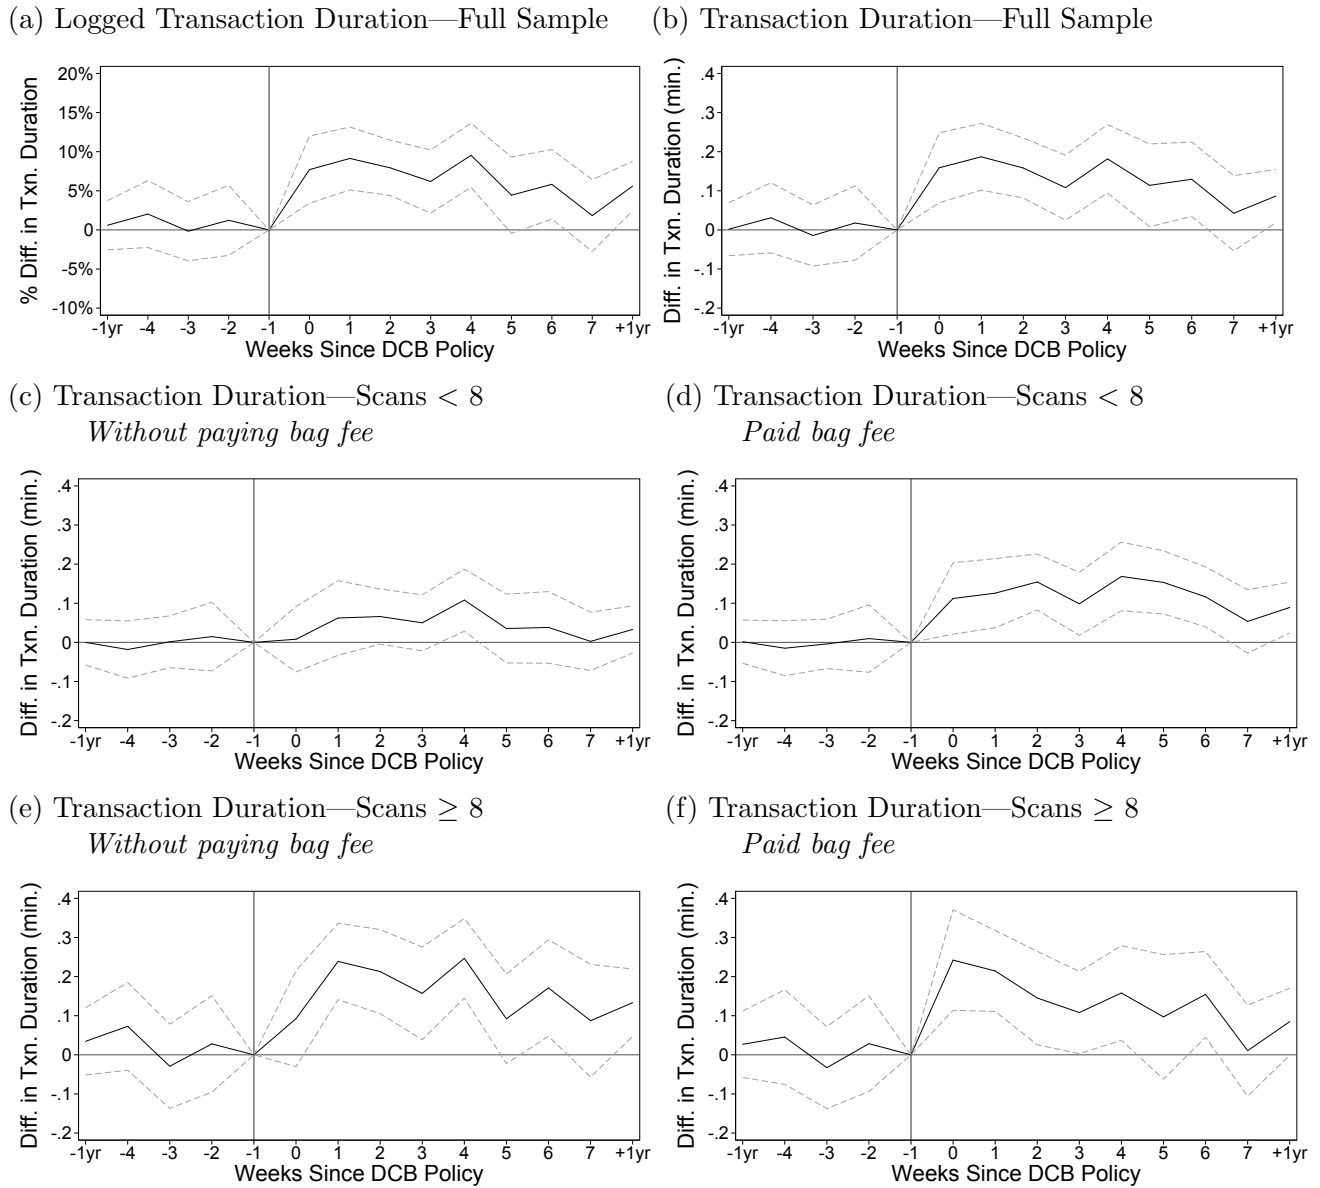 (a) Logged Transaction Duration—Full Sample
% Diff. in Txn. Duration
20%
15%
10%
5%
0
-5%
-10%
-1yr -4 -3 -2 -1 0 1 2 3 4 5 6 7 +1yr
Weeks Since DCB Policy
(b) Transaction Duration—Full Sample
Diff. in Txn. Duration (min.)
.4
.3
.2
.1
0
-.1
-.2
-1yr -4 -3 -2 -1 0 1 2 3 4 5 6 7 +1yr
Weeks Since DCB Policy
(c) Transaction Duration—Scans < 8
Without paying bag fee
Diff. in Txn. Duration (min.)
.4
.3
.2
.1
0
-.1
-.2
-1yr -4 -3 -2 -1 0 1 2 3 4 5 6 7 +1yr
Weeks Since DCB Policy
(d) Transaction Duration—Scans < 8
Paid bag fee
Diff. in Txn. Duration (min.)
.4
.3
.2
.1
0
-.1
-.2
-1yr -4 -3 -2 -1 0 1 2 3 4 5 6 7 +1yr
Weeks Since DCB Policy
(e) Transaction Duration—Scans ≥ 8
Without paying bag fee
Diff. in Txn. Duration (min.)
.4
.3
.2
.1
0
-.1
-.2
-1yr -4 -3 -2 -1 0 1 2 3 4 5 6 7 +1yr
Weeks Since DCB Policy
(f) Transaction Duration—Scans ≥ 8
Paid bag fee
Diff. in Txn. Duration (min.)
.4
.3
.2
.1
0
-.1
-.2
-1yr -4 -3 -2 -1 0 1 2 3 4 5 6 7 +1yr
Weeks Since DCB Policy